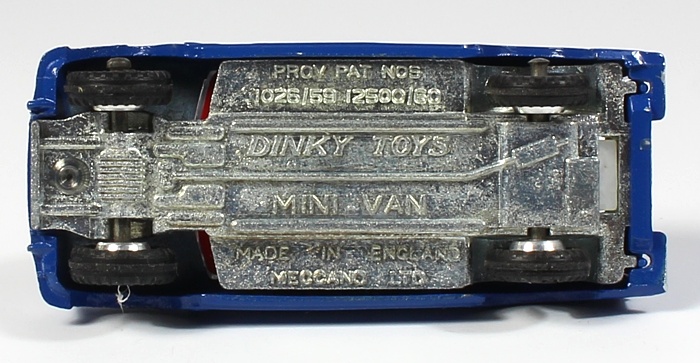 PROV PAT NOS
1026/59 12600/60
DINKY TOYS
MINI-VAN
MADE IN ENGLAND
MECCANO LTD